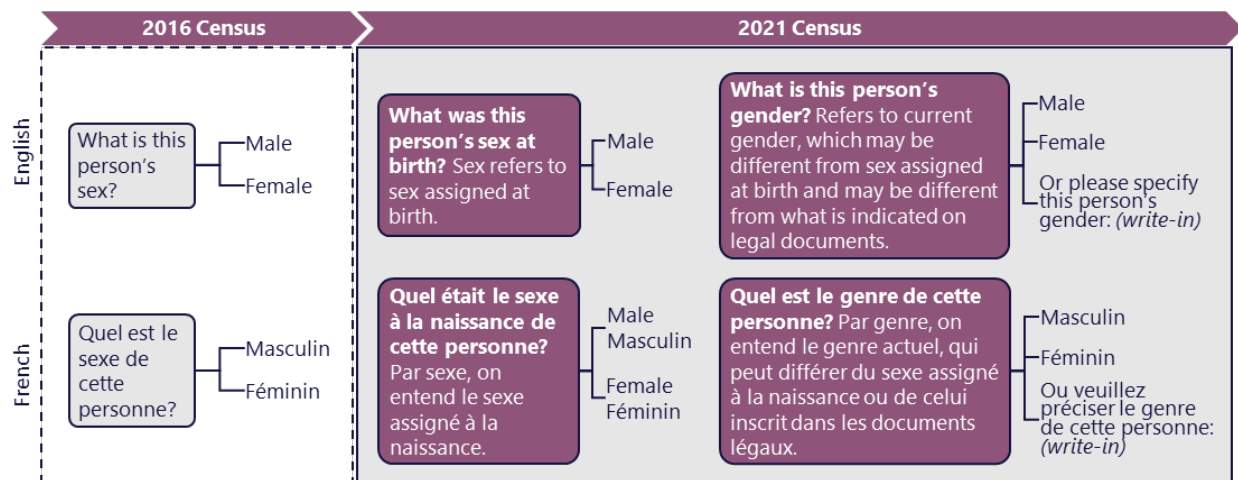 2016 Census
2021 Census
English
What is this
person's
sex?
Male
Female
What was this
person's sex at
birth? Sex refers to
sex assigned at
birth.
Male
Female
What is this person's
gender? Refers to current
gender, which may be
different from sex assigned
at birth and may be different
from what is indicated on
legal documents.
Male
Female
Or please specify
this person's
gender: (write-in)
French
Quel est le
sexe de
cette
personne?
Masculin
Féminin
Quel était le sexe
à la naissance de
cette personne?
Par sexe, on
entend le sexe
assigné à la
naissance.
Male
Masculin
Female
Féminin
Quel est le genre de cette
personne? Par genre, on
entend le genre actuel, qui
peut différer du sexe assigné
à la naissance ou de celui
inscrit dans les documents
légaux.
Masculin
Féminin
Ou veuillez
préciser le genre
de cette personne:
(write-in)